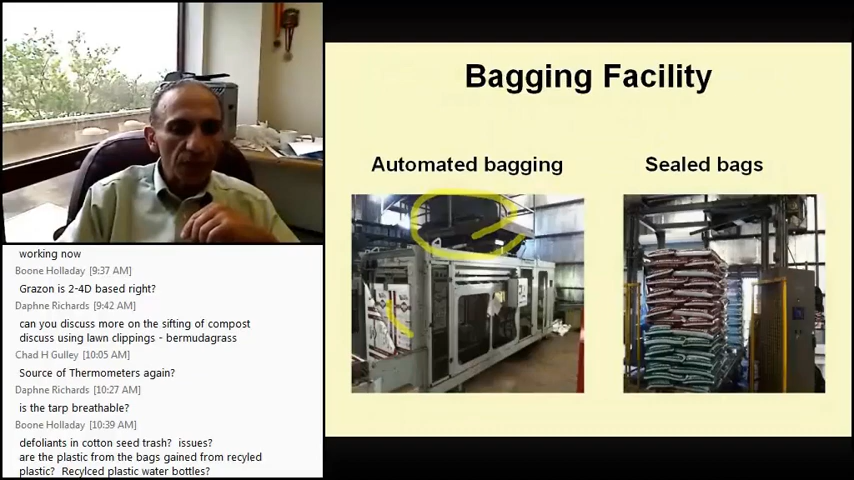 Bagging Facility
Automated bagging
Sealed bags
working now
Boone Holladay [9:37 AM]
Grazon is 2-4D based right?
Daphne Richards [9:42 AM]
can you discuss more on the sifting of compost
discuss using lawn clippings - bermudagrass
Chad H Gulley [10:05 AM]
Source of Thermometers again?
Daphne Richards [10:27 AM]
is the tarp breathable?
Boone Holladay [10:39 AM]
defoliants in cotton seed trash?  issues?
are the plastic from the bags gained from recyled
plastic?  Recylced plastic water bottles?